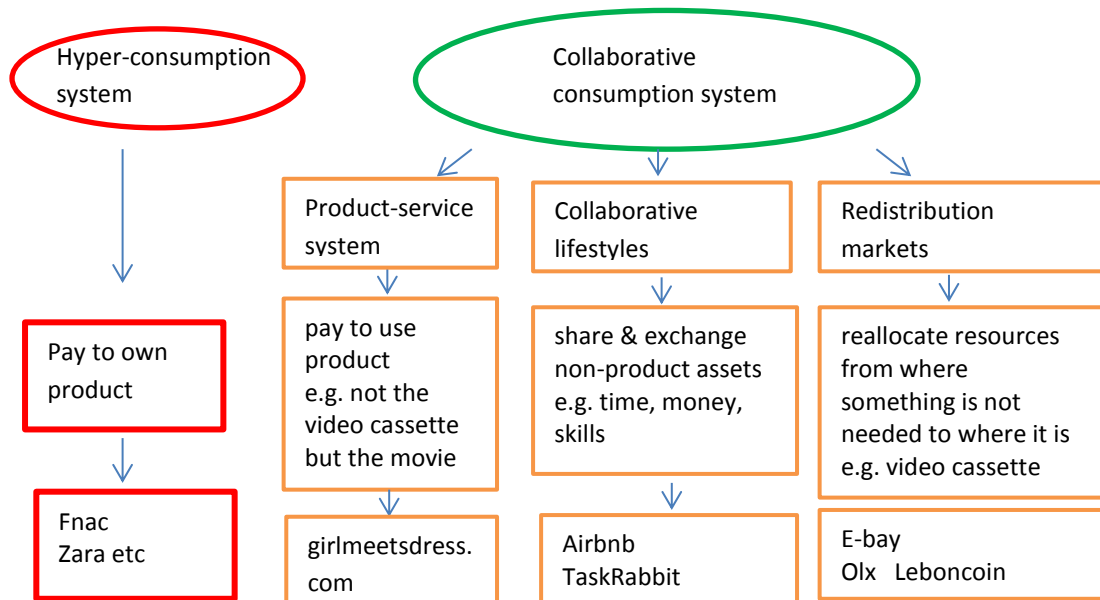 Hyper-consumption
system
Collaborative
consumption system
Product-service
system
Collaborative
lifestyles
Redistribution
markets
Pay to own
product
pay to use
product
e.g. not the
video cassette
but the movie
share & exchange
non-product assets
e.g. time, money,
skills
reallocate resources
from where
something is not
needed to where it is
e.g. video cassette
Fnac
Zara etc
girlmeetsdress.
com
Airbnb
TaskRabbit
E-bay
Olx Leboncoin